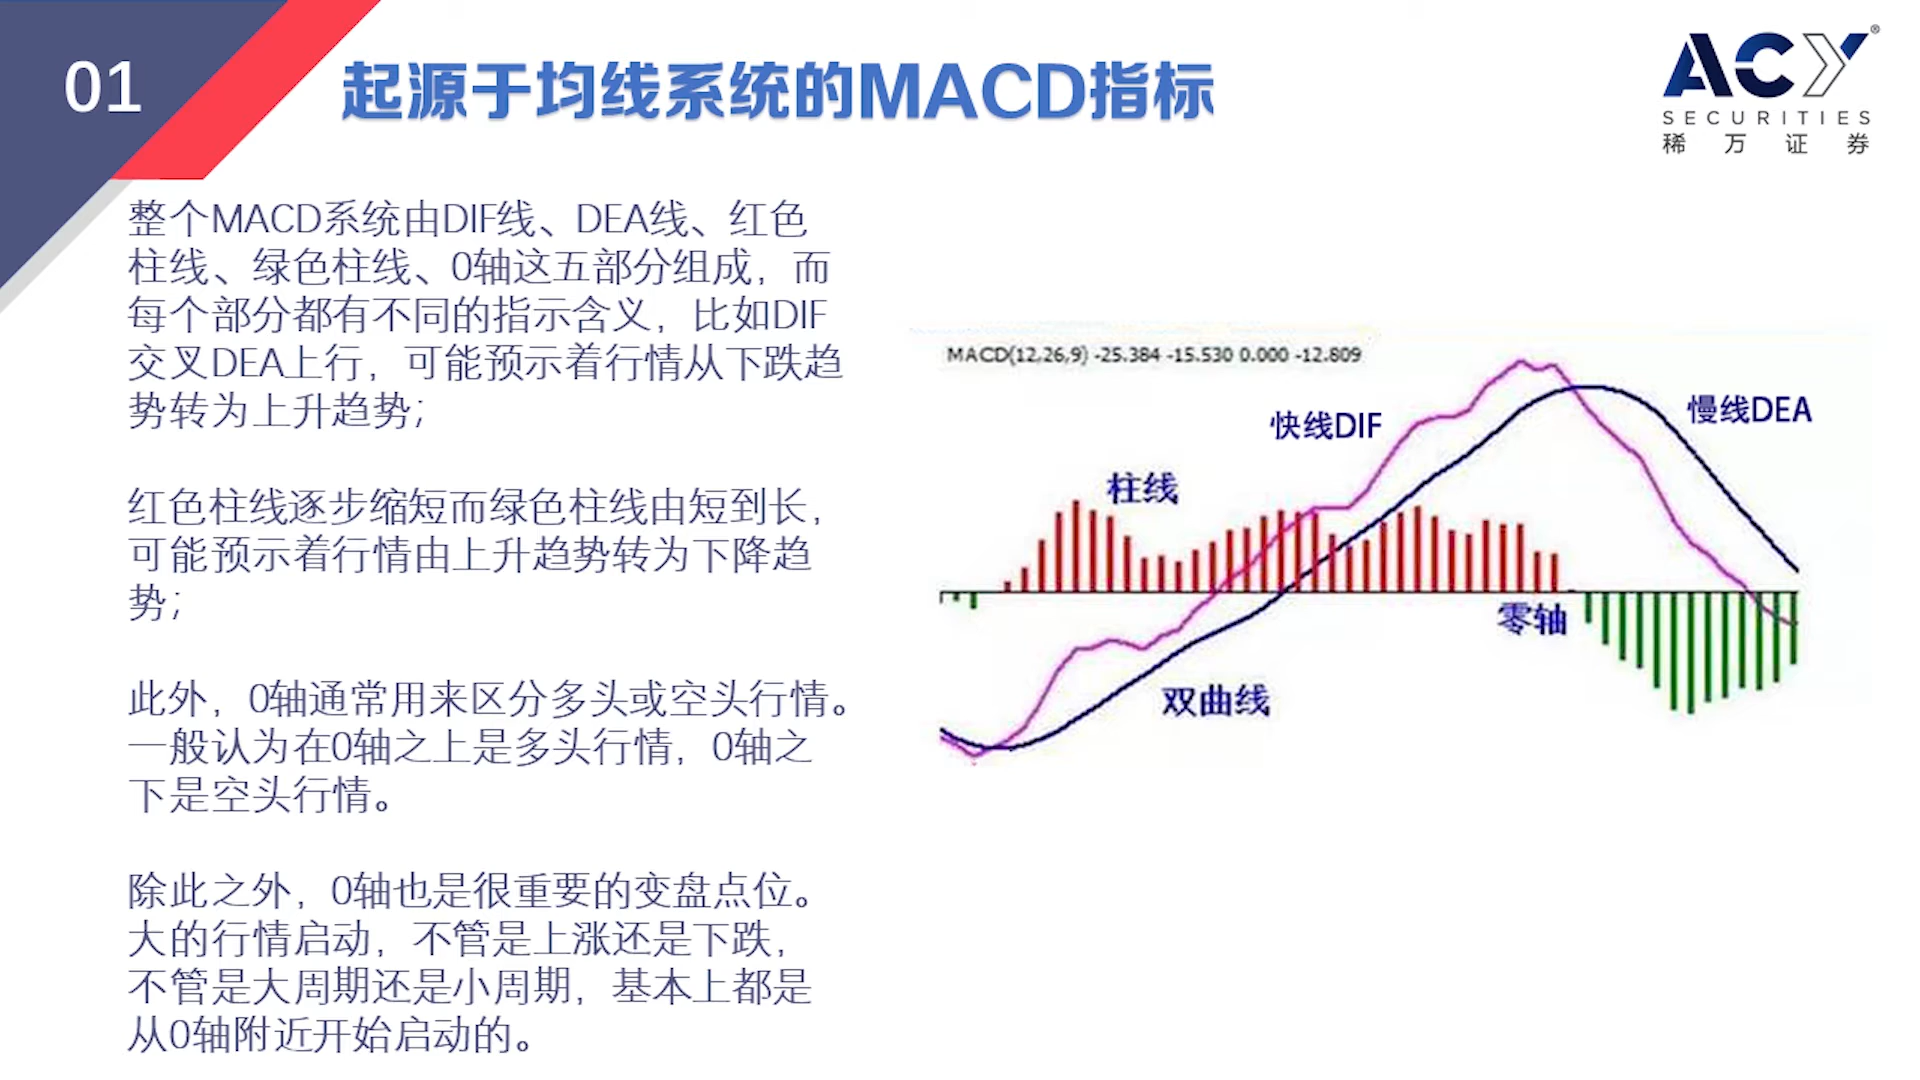 01
起源于均线系统的MACD指标
ACY®
SECURITIES
稀万证券
整个MACD系统由DIF线、DEA线、红色
柱线、绿色柱线、0轴这五部分组成，而
每个部分都有不同的指示含义，比如DIF
交叉DEA上行，可能预示着行情从下跌趋
势转为上升趋势；
红色柱线逐步缩短而绿色柱线由短到长，
可能预示着行情由上升趋势转为下降趋
势；
此外，0轴通常用来区分多头或空头行情。
一般认为在0轴之上是多头行情，0轴之
下是空头行情。
除此之外，0轴也是很重要的变盘点位。
大的行情启动，不管是上涨还是下跌，
不管是大周期还是小周期，基本上都是
从0轴附近开始启动的。
MACD(12,26,9) -25.384 -15.530 0.000 -12.809
快线DIF
慢线DEA
柱线
零轴
双曲线